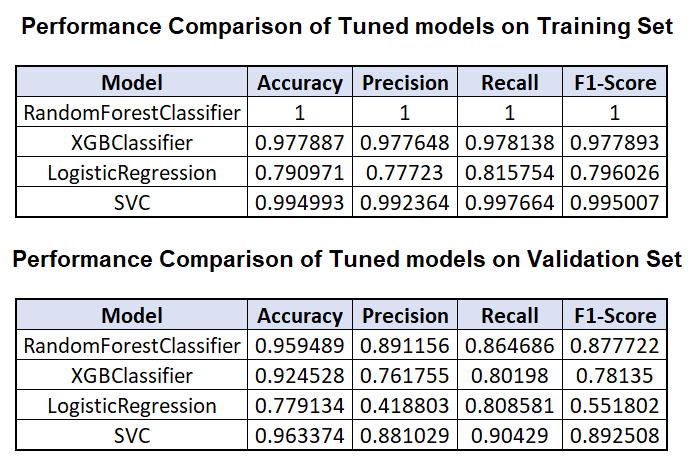 Performance Comparison of Tuned models on Training Set
Model Accuracy Precision Recall F1-Score
RandomForestClassifier 1 1 1 1
XGBClassifier 0.977887 0.977648 0.978138 0.977893
LogisticRegression 0.790971 0.77723 0.815754 0.796026
SVC 0.994993 0.992364 0.997664 0.995007
Performance Comparison of Tuned models on Validation Set
Model Accuracy Precision Recall F1-Score
RandomForestClassifier 0.959489 0.891156 0.864686 0.877722
XGBClassifier 0.924528 0.761755 0.80198 0.78135
LogisticRegression 0.779134 0.418803 0.808581 0.551802
SVC 0.963374 0.881029 0.90429 0.892508